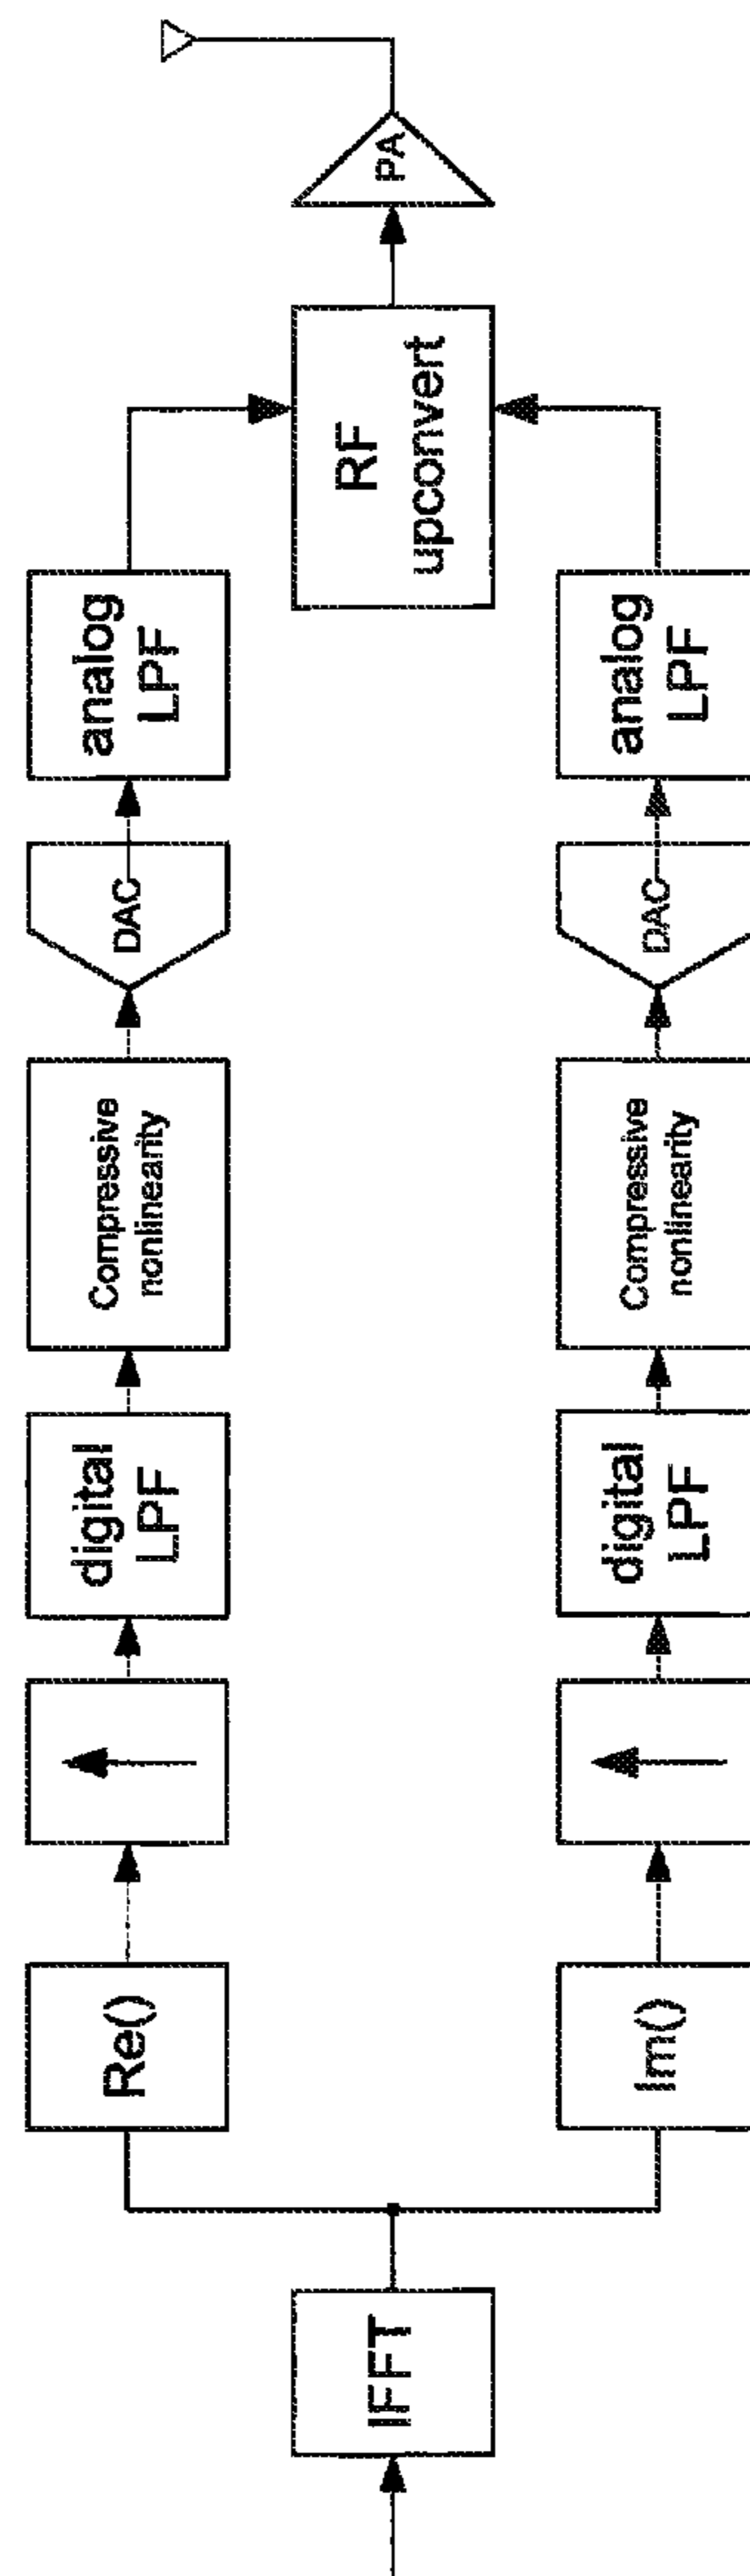 IFFT
Re()
digital
LPF
Compressive
nonlinearity
DAC
analog
LPF
Im()
digital
LPF
Compressive
nonlinearity
DAC
analog
LPF
RF
upconvert
PA